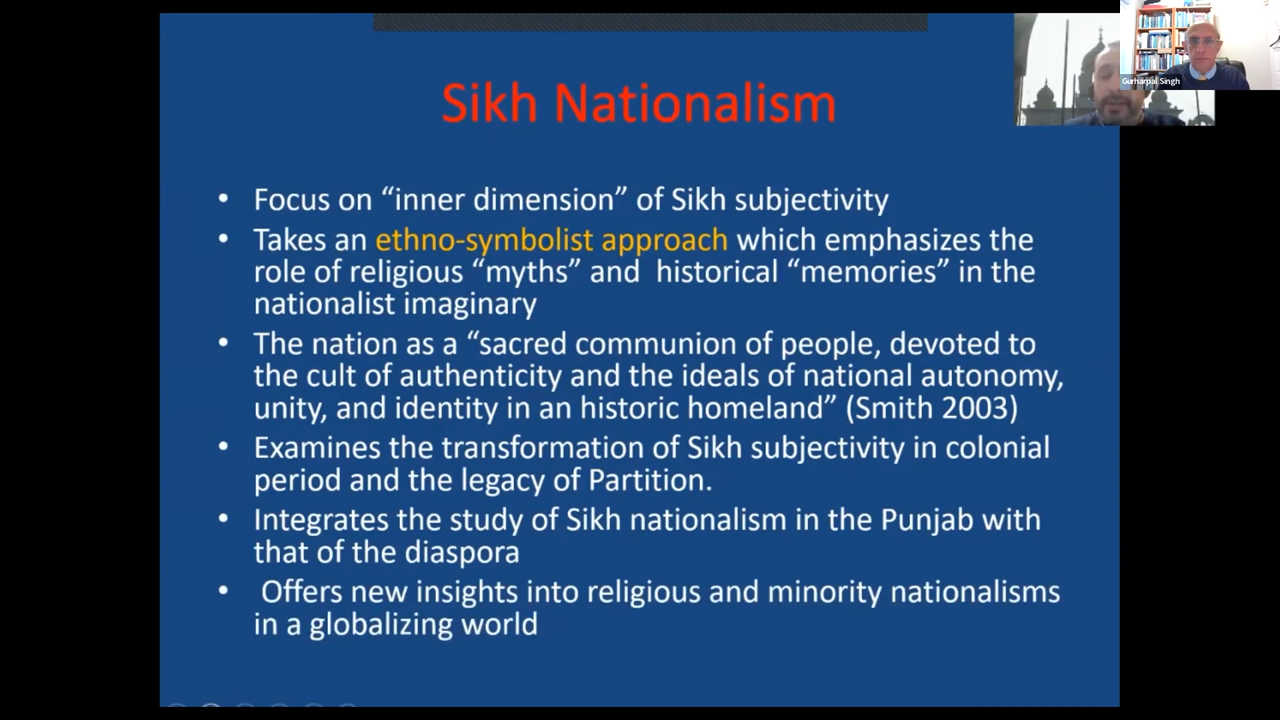 Gurharpal Singh
Sikh Nationalism
• Focus on “inner dimension” of Sikh subjectivity
• Takes an ethno-symbolist approach which emphasizes the
role of religious “myths” and  historical “memories” in the
nationalist imaginary
• The nation as a “sacred communion of people, devoted to
the cult of authenticity and the ideals of national autonomy,
unity, and identity in an historic homeland” (Smith 2003)
• Examines the transformation of Sikh subjectivity in colonial
period and the legacy of Partition.
• Integrates the study of Sikh nationalism in the Punjab with
that of the diaspora
•  Offers new insights into religious and minority nationalisms
in a globalizing world